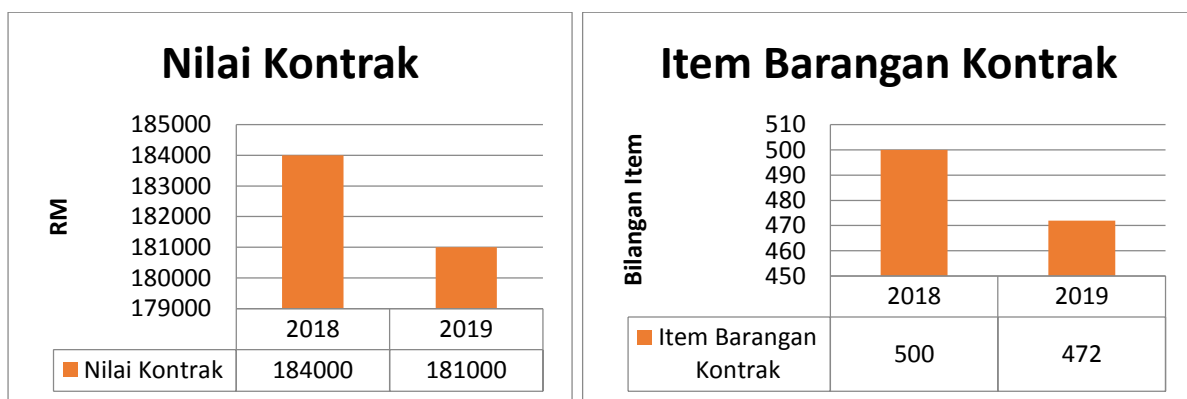 Nilai Kontrak
185000
184000
183000
182000
181000
180000
179000
RM
2018 2019
Nilai Kontrak 184000 181000
Item Barangan Kontrak
510
500
490
480
470
460
450
Bilangan Item
2018 2019
Item Barangan
Kontrak
500 472